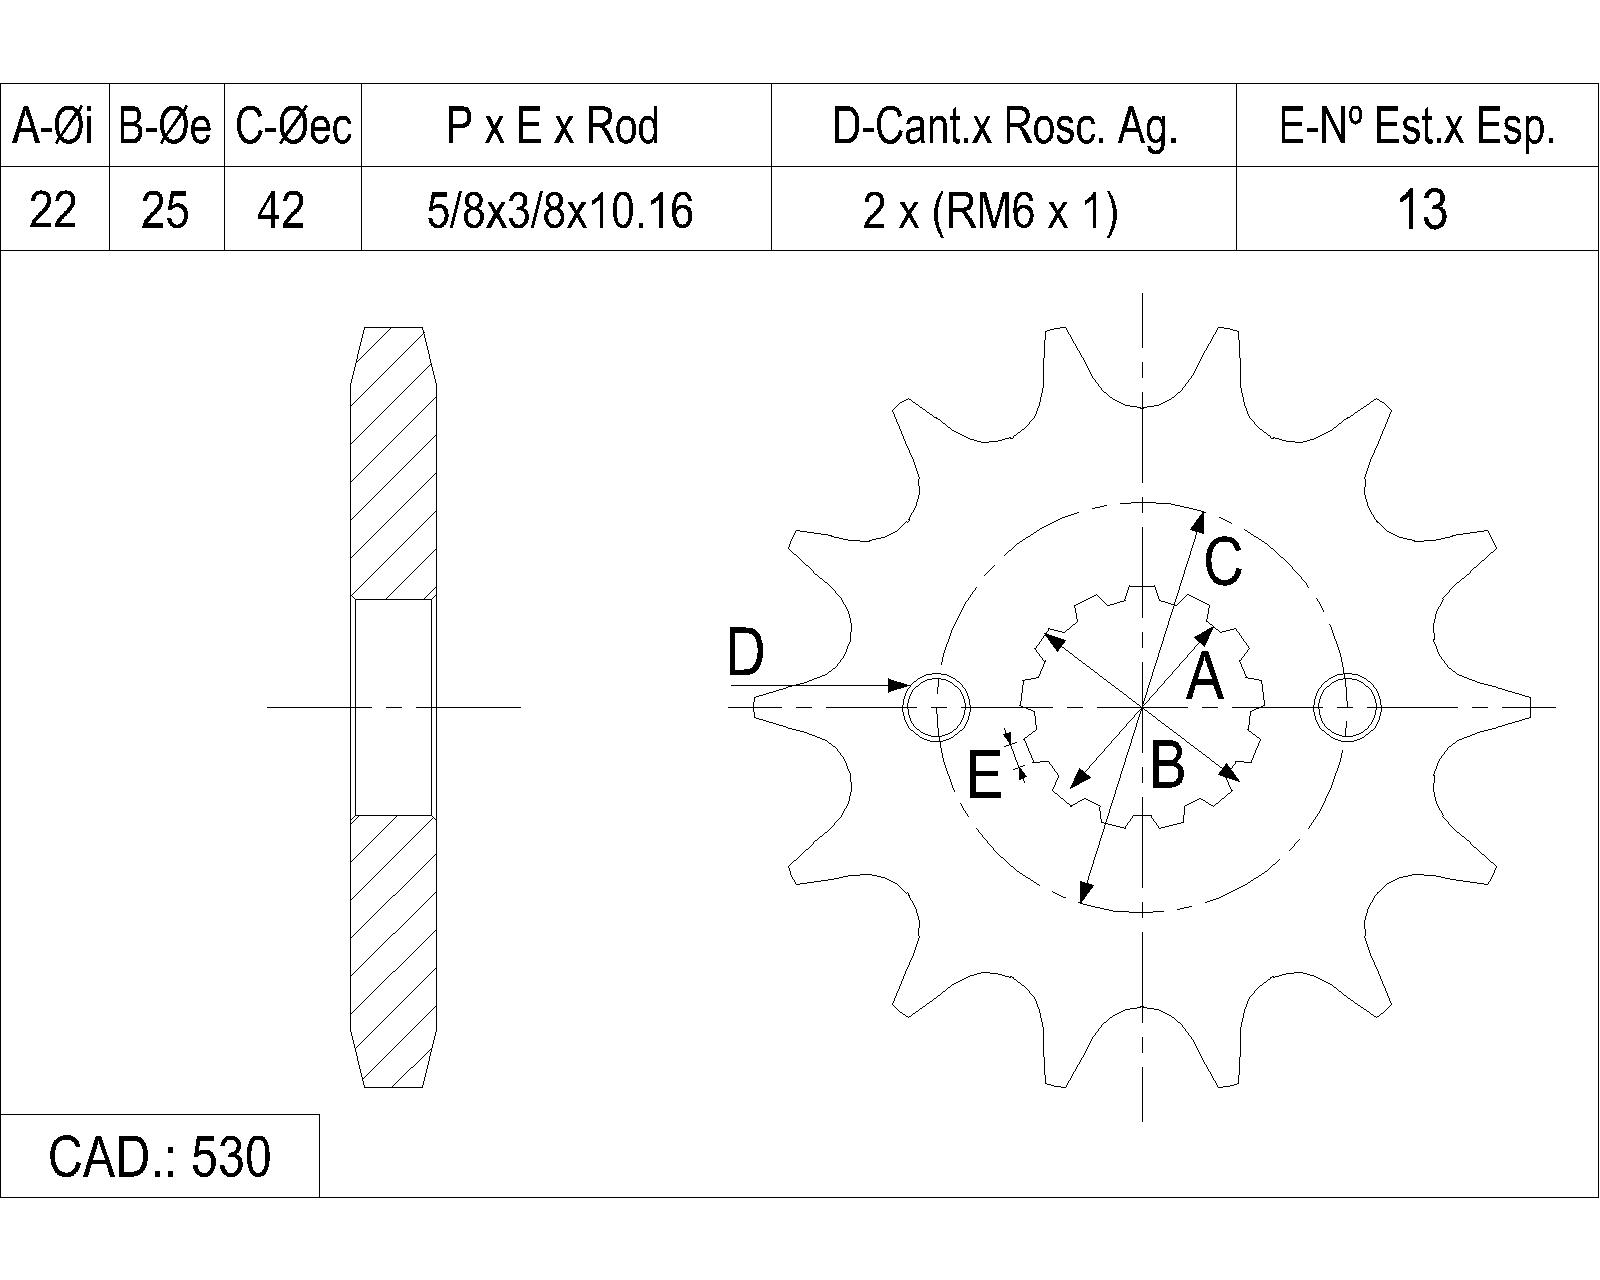 A-Øi B-Øe C-Øec P x E x Rod D-Cant.x Rosc. Ag. E-Nº Est.x Esp.
22 25 42 5/8x3/8x10.16 2 x (RM6 x 1) 13
C
D
A
B
E
CAD.: 530